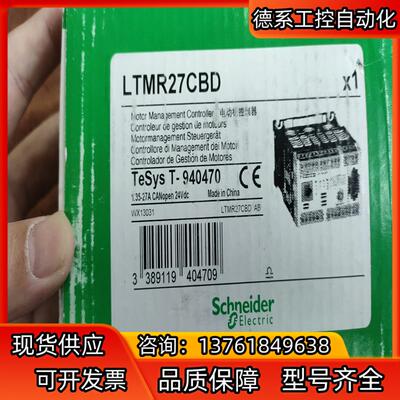 德系工控自动化
LTMR27CBD x1
Motor Management Controller 电动机控制器
Contrôleur de gestion de moteurs
Motormanagement Steuergerät
Controllore di Management dei Motori
Controlador de Gestión de Motores
TeSys T- 940470 CE
1.35-27A CANopen 24Vdc Made in China
WX13031 LTMR27CBD AB
3 389119 404709
Schneider
Electric
现货供应 咨询：13761849638
可开发票 品质保障 型号齐全